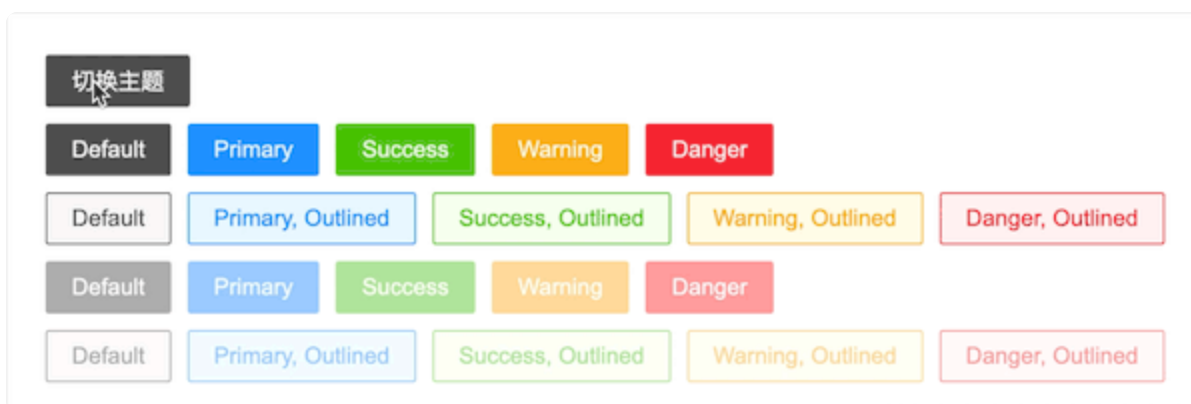 切换主题
Default Primary Success Warning Danger
Default Primary, Outlined Success, Outlined Warning, Outlined Danger, Outlined
Default Primary Success Warning Danger
Default Primary, Outlined Success, Outlined Warning, Outlined Danger, Outlined